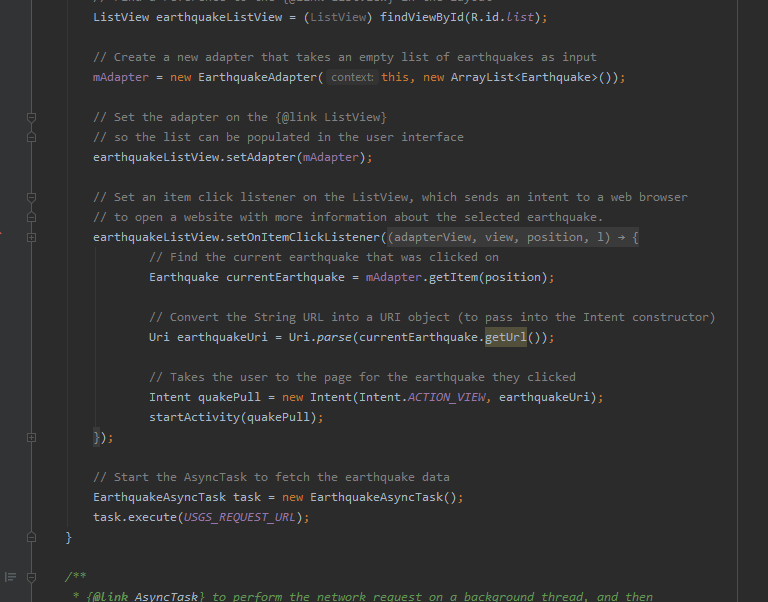 ListView earthquakeListView = (ListView) findViewById(R.id.list);
// Create a new adapter that takes an empty list of earthquakes as input
mAdapter = new EarthquakeAdapter( context: this, new ArrayList<Earthquake>());
// Set the adapter on the {@link ListView}
// so the list can be populated in the user interface
earthquakeListView.setAdapter(mAdapter);
// Set an item click listener on the ListView, which sends an intent to a web browser
// to open a website with more information about the selected earthquake.
earthquakeListView.setOnItemClickListener((adapterView, view, position, l) → {
// Find the current earthquake that was clicked on
Earthquake currentEarthquake = mAdapter.getItem(position);
// Convert the String URL into a URI object (to pass into the Intent constructor)
Uri earthquakeUri = Uri.parse(currentEarthquake.getUrl());
// Takes the user to the page for the earthquake they clicked
Intent quakePull = new Intent(Intent.ACTION_VIEW, earthquakeUri);
startActivity(quakePull);
});
// Start the AsyncTask to fetch the earthquake data
EarthquakeAsyncTask task = new EarthquakeAsyncTask();
task.execute(USGS_REQUEST_URL);
}
/**
* {@link AsyncTask} to perform the network request on a background thread, and then